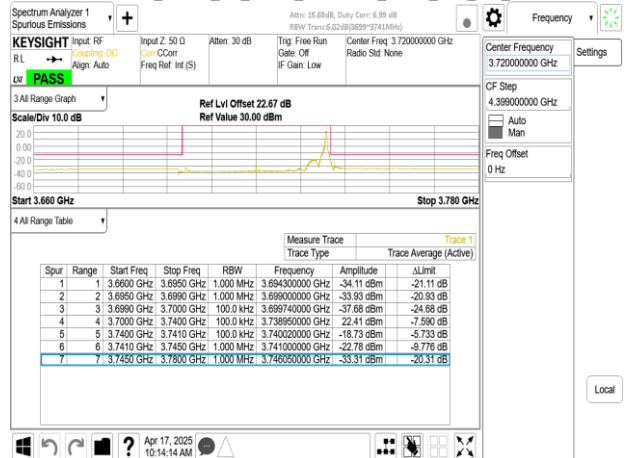 Spectrum Analyzer 1
Spurious Emissions
Attn: 15.68dB, Duty Corr: 6.99 dB
RBW Trans:6.02dB(3699~3741MHz)
Frequency
KEYSIGHT
Input: RF
Coupling: DC
Align: Auto
Input Z: 50 Ω
Corr CCorr
Freq Ref: Int (S)
Atten: 30 dB
Trig: Free Run
Gate: Off
IF Gain: Low
Center Freq: 3.720000000 GHz
Radio Std: None
RL
LXI
PASS
Center Frequency
3.720000000 GHz
Settings
CF Step
4.399000000 GHz
Auto
Man
Freq Offset
0 Hz
3 All Range Graph
Ref Lvl Offset 22.67 dB
Scale/Div 10.0 dB
Ref Value 30.00 dBm
20.0
0.00
-20.0
-40.0
-60.0
Start 3.660 GHz
Stop 3.780 GHz
4 All Range Table
Measure Trace Trace 1
Trace Type Trace Average (Active)
Spur Range Start Freq Stop Freq RBW Frequency Amplitude ΔLimit
1 1 3.6600 GHz 3.6950 GHz 1.000 MHz 3.694300000 GHz -34.11 dBm -21.11 dB
2 2 3.6950 GHz 3.6990 GHz 1.000 MHz 3.699000000 GHz -33.93 dBm -20.93 dB
3 3 3.6990 GHz 3.7000 GHz 100.0 kHz 3.699740000 GHz -37.68 dBm -24.68 dB
4 4 3.7000 GHz 3.7400 GHz 100.0 kHz 3.738950000 GHz 22.41 dBm -7.590 dB
5 5 3.7400 GHz 3.7410 GHz 100.0 kHz 3.740020000 GHz -18.73 dBm -5.733 dB
6 6 3.7410 GHz 3.7450 GHz 1.000 MHz 3.741000000 GHz -22.78 dBm -9.776 dB
7 7 3.7450 GHz 3.7800 GHz 1.000 MHz 3.746050000 GHz -33.31 dBm -20.31 dB
Local
?
Apr 17, 2025
10:14:14 AM